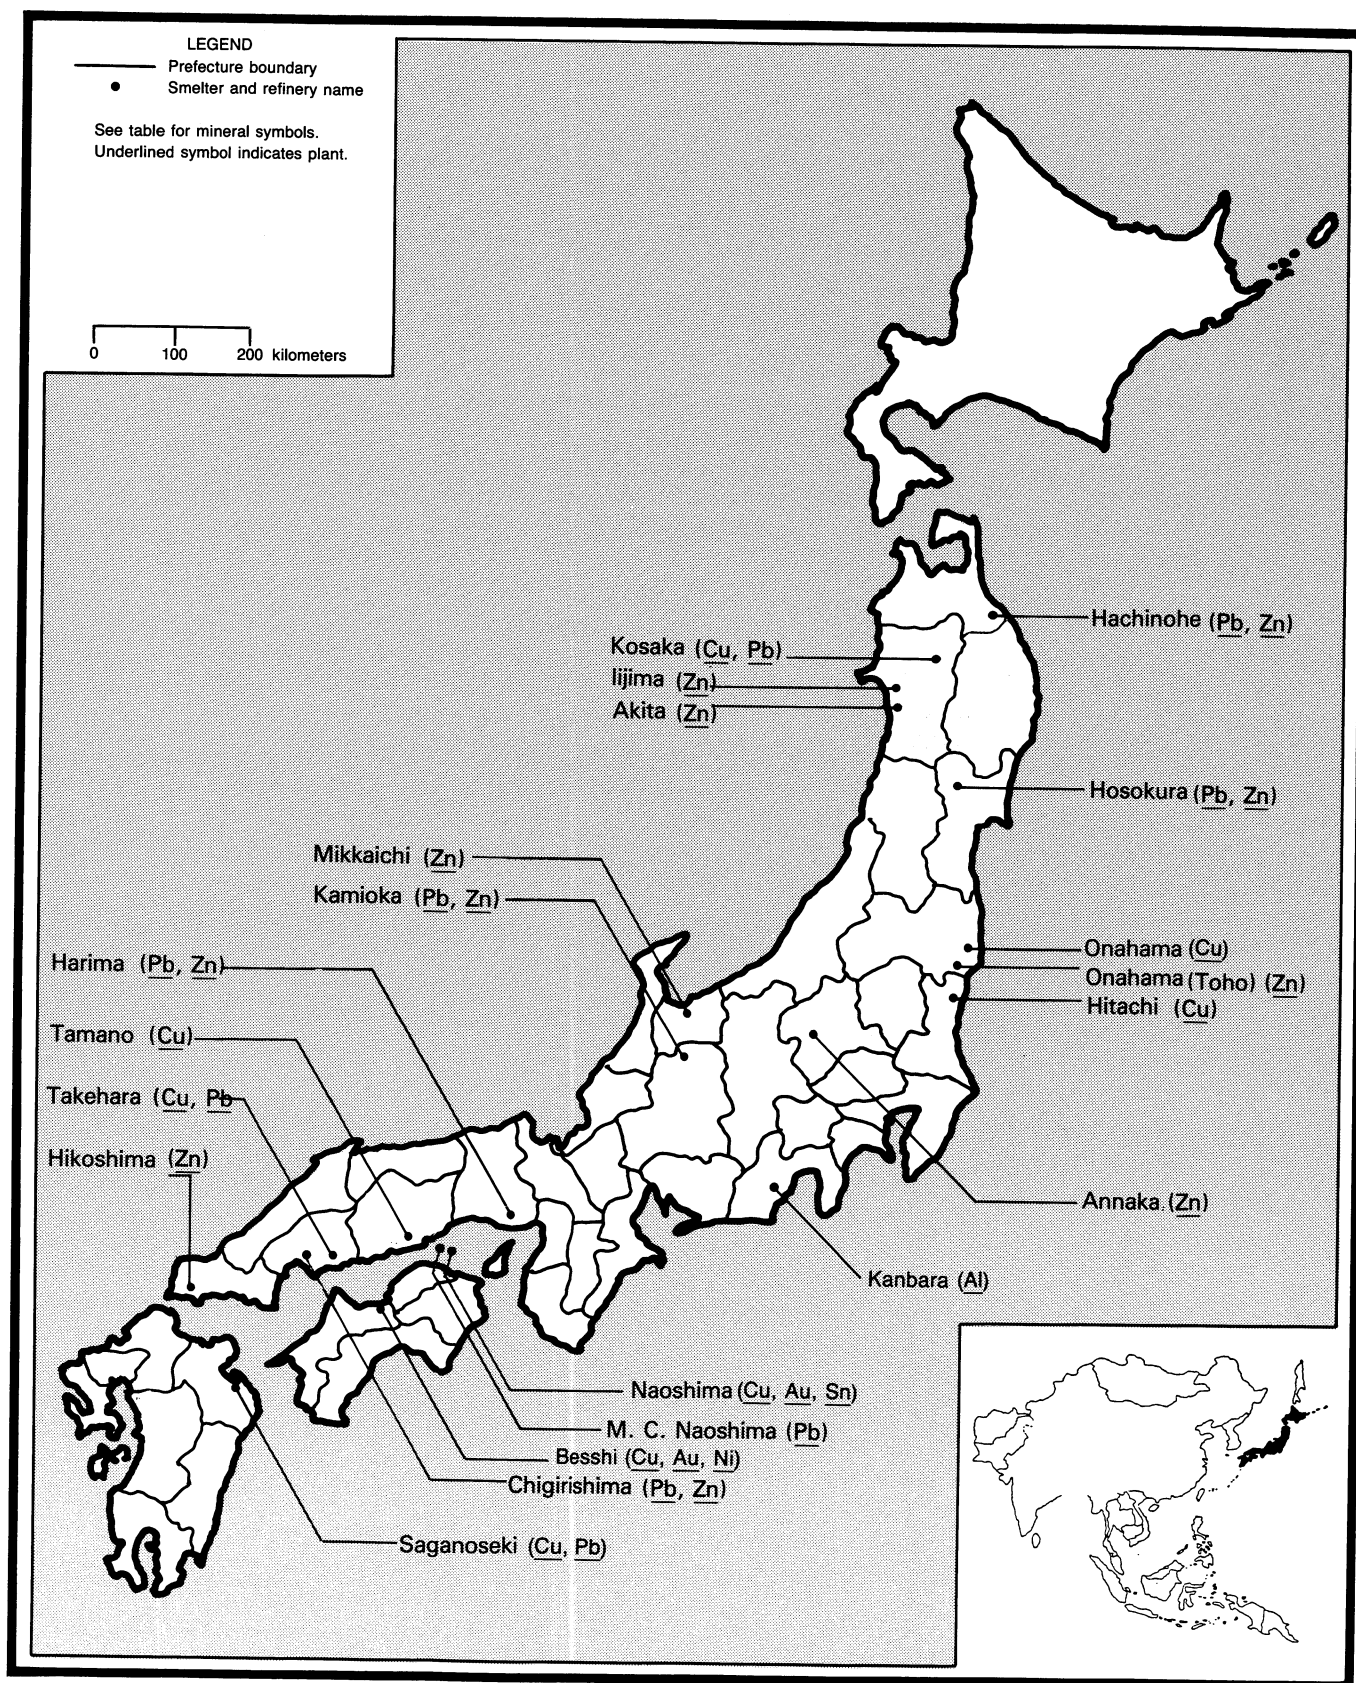 LEGEND
Prefecture boundary
Smelter and refinery name
See table for mineral symbols.
Underlined symbol indicates plant.
0 100 200 kilometers
Hachinohe (Pb, Zn)
Kosaka (Cu, Pb)
Iijima (Zn)
Akita (Zn)
Hosokura (Pb, Zn)
Mikkaichi (Zn)
Kamioka (Pb, Zn)
Onahama (Cu)
Harima (Pb, Zn)
Onahama (Toho) (Zn)
Hitachi (Cu)
Tamano (Cu)
Takehara (Cu, Pb
Hikoshima (Zn)
Annaka. (Zn)
Kanbara (Al)
Naoshima (Cu, Au, Sn)
M. C. Naoshima (Pb)
Besshi (Cu, Au, Ni)
Chigirishima (Pb, Zn)
Saganoseki (Cu, Pb)